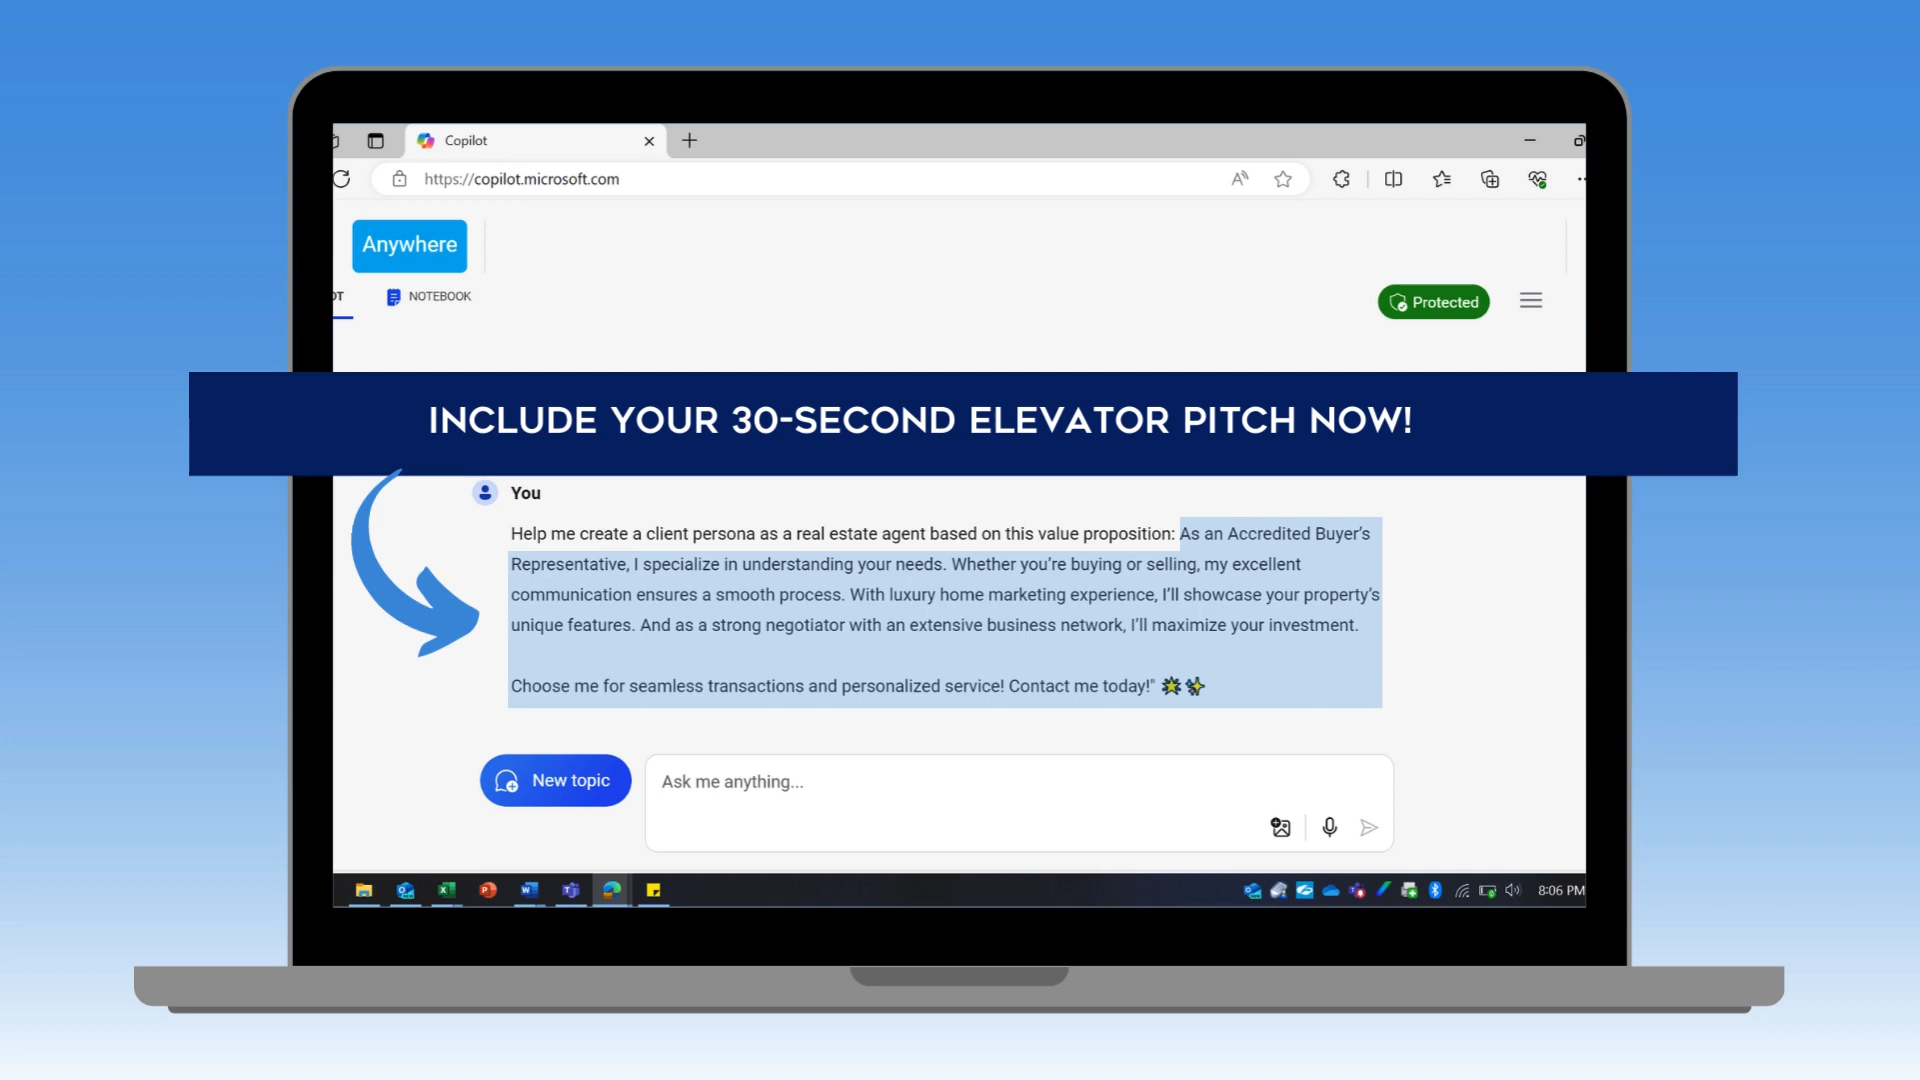 Copilot
https://copilot.microsoft.com
Anywhere
OT
NOTEBOOK
Protected
INCLUDE YOUR 30-SECOND ELEVATOR PITCH NOW!
You
Help me create a client persona as a real estate agent based on this value proposition: As an Accredited Buyer’s
Representative, I specialize in understanding your needs. Whether you’re buying or selling, my excellent
communication ensures a smooth process. With luxury home marketing experience, I’ll showcase your property’s
unique features. And as a strong negotiator with an extensive business network, I’ll maximize your investment.
Choose me for seamless transactions and personalized service! Contact me today!"
New topic
Ask me anything...
8:06 PM